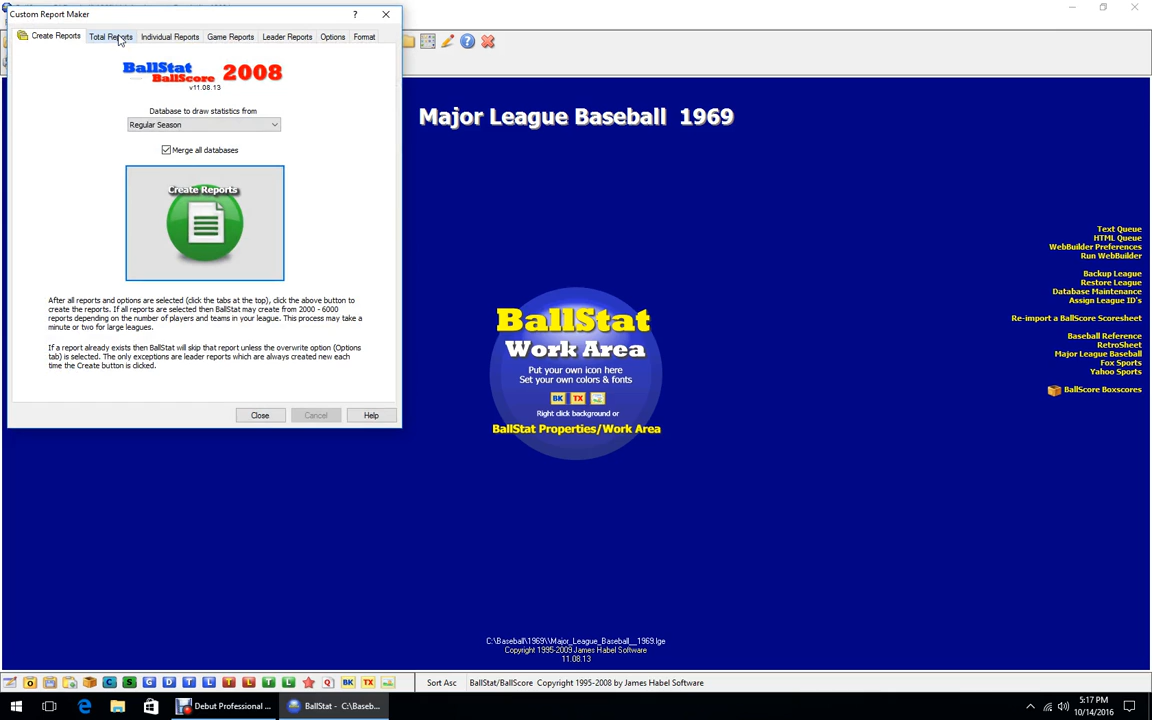 Custom Report Maker
?
Create Reports
Total Reports
Individual Reports
Game Reports
Leader Reports
Options
Format
BallStat
BallScore 2008
v11.08.13
Database to draw statistics from
Regular Season
Merge all databases
Create Reports
After all reports and options are selected (click the tabs at the top), click the above button to
create the reports. If all reports are selected then BallStat may create from 2000 - 6000
reports depending on the number of players and teams in your league. This process may take a
minute or two for large leagues.
If a report already exists then BallStat will skip that report unless the overwrite option (Options
tab) is selected. The only exceptions are leader reports which are always created new each
time the Create button is clicked.
Close
Cancel
Help
Major League Baseball 1969
Text Queue
HTML Queue
WebBuilder Preferences
Run WebBuilder
Backup League
Restore League
Database Maintenance
Assign League ID's
Re-import a BallScore Scoresheet
Baseball Reference
RetroSheet
Major League Baseball
Fox Sports
Yahoo Sports
BallScore Boxscores
BallStat
Work Area
Put your own icon here
Set your own colors & fonts
BK TX
Right click background or
BallStat Properties/Work Area
C:\Baseball\1969\\Major_League_Baseball__1969.lge
Copyright 1995-2009 James Habel Software
11.08.13
O C S G D T L T L T L Q BK TX
Sort Asc
BallStat/BallScore Copyright 1995-2008 by James Habel Software
Debut Professional ...
BallStat - C:\Baseb...
5:17 PM
10/14/2016